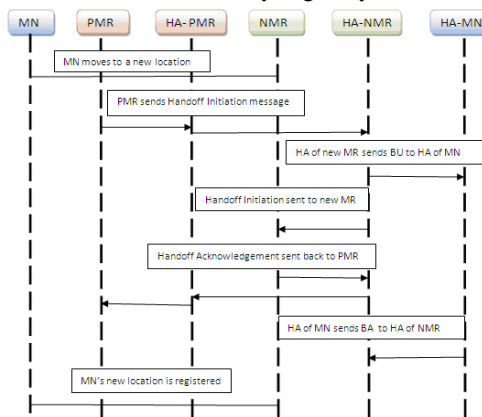 MN PMR HA- PMR NMR HA-NMR HA-MN
MN moves to a new location
PMR sends Handoff Initiation message
HA of new MR sends BU to HA of MN
Handoff Initiation sent to new MR
Handoff Acknowledgement sent back to PMR
HA of MN sends BA to HA of NMR
MN's new location is registered